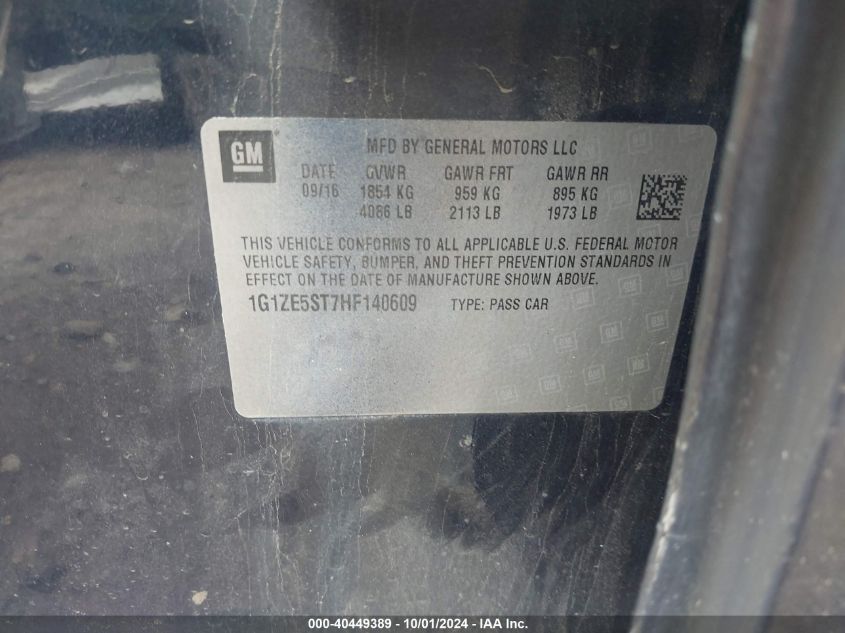 GM
MFD BY GENERAL MOTORS LLC
DATE GVWR GAWR FRT GAWR RR
09/16 1854 KG 959 KG 895 KG
4086 LB 2113 LB 1973 LB
THIS VEHICLE CONFORMS TO ALL APPLICABLE U.S. FEDERAL MOTOR
VEHICLE SAFETY, BUMPER, AND THEFT PREVENTION STANDARDS IN
EFFECT ON THE DATE OF MANUFACTURE SHOWN ABOVE.
1G1ZE5ST7HF140609 TYPE: PASS CAR
000-40449389 - 10/01/2024 - IAA Inc.